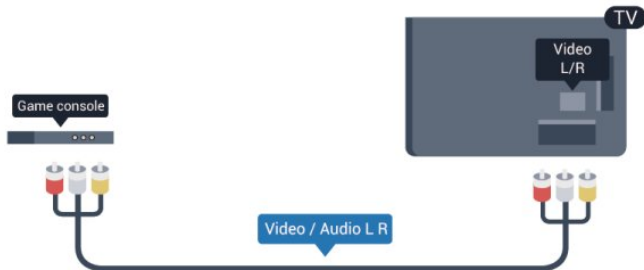 TV
Video
L/R
Game console
Video / Audio L R